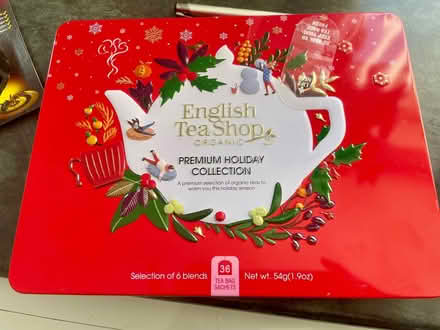 English
Tea Shop
ORGANIC
PREMIUM HOLIDAY
COLLECTION
A premium selection of organic teas to
warm you this holiday season
Selection of 6 blends
36
TEA BAG
SACHETS
Net wt. 54g(1.9oz)